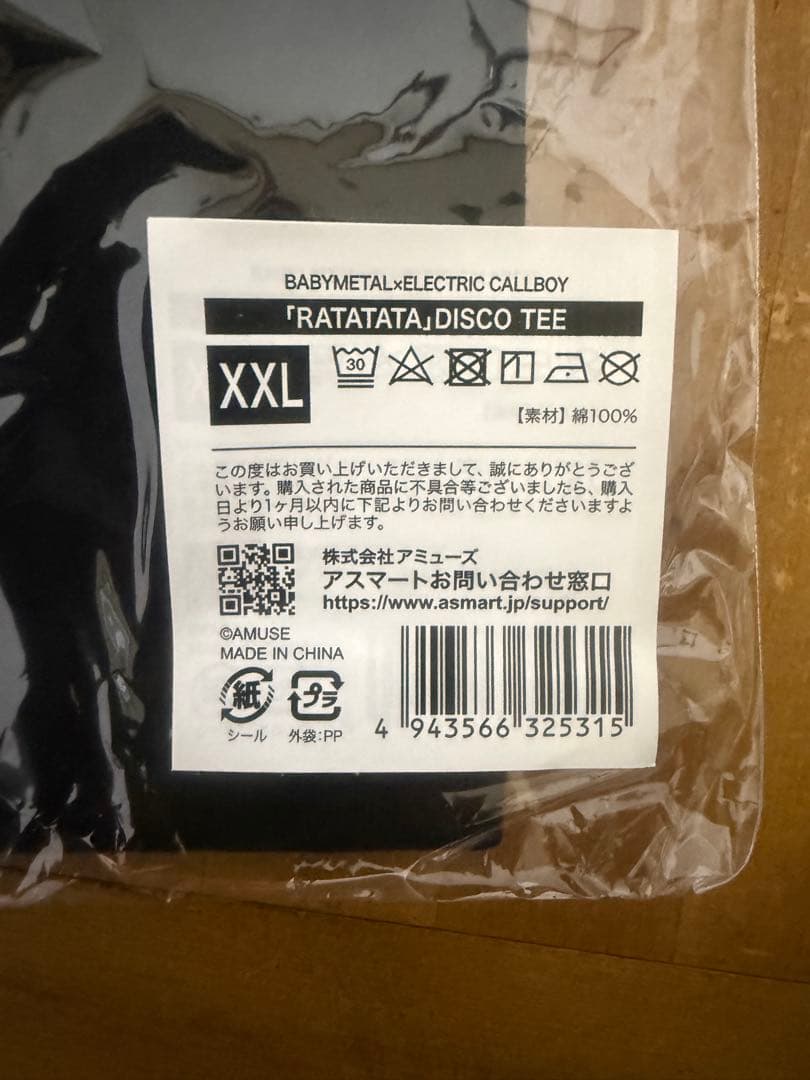 BABYMETAL×ELECTRIC CALLBOY
「RATATATA」DISCO TEE
XXL
30
【素材】綿100%
この度はお買い上げいただきまして、誠にありがとうござ
います。購入された商品に不具合等ございましたら、購入
日より1ヶ月以内に下記よりお問い合わせくださいますよ
うお願い申し上げます。
株式会社アミューズ
アスマートお問い合わせ窓口
https://www.asmart.jp/support/
©AMUSE
MADE IN CHINA
紙
プラ
シール
外袋:PP
4 943566 325315